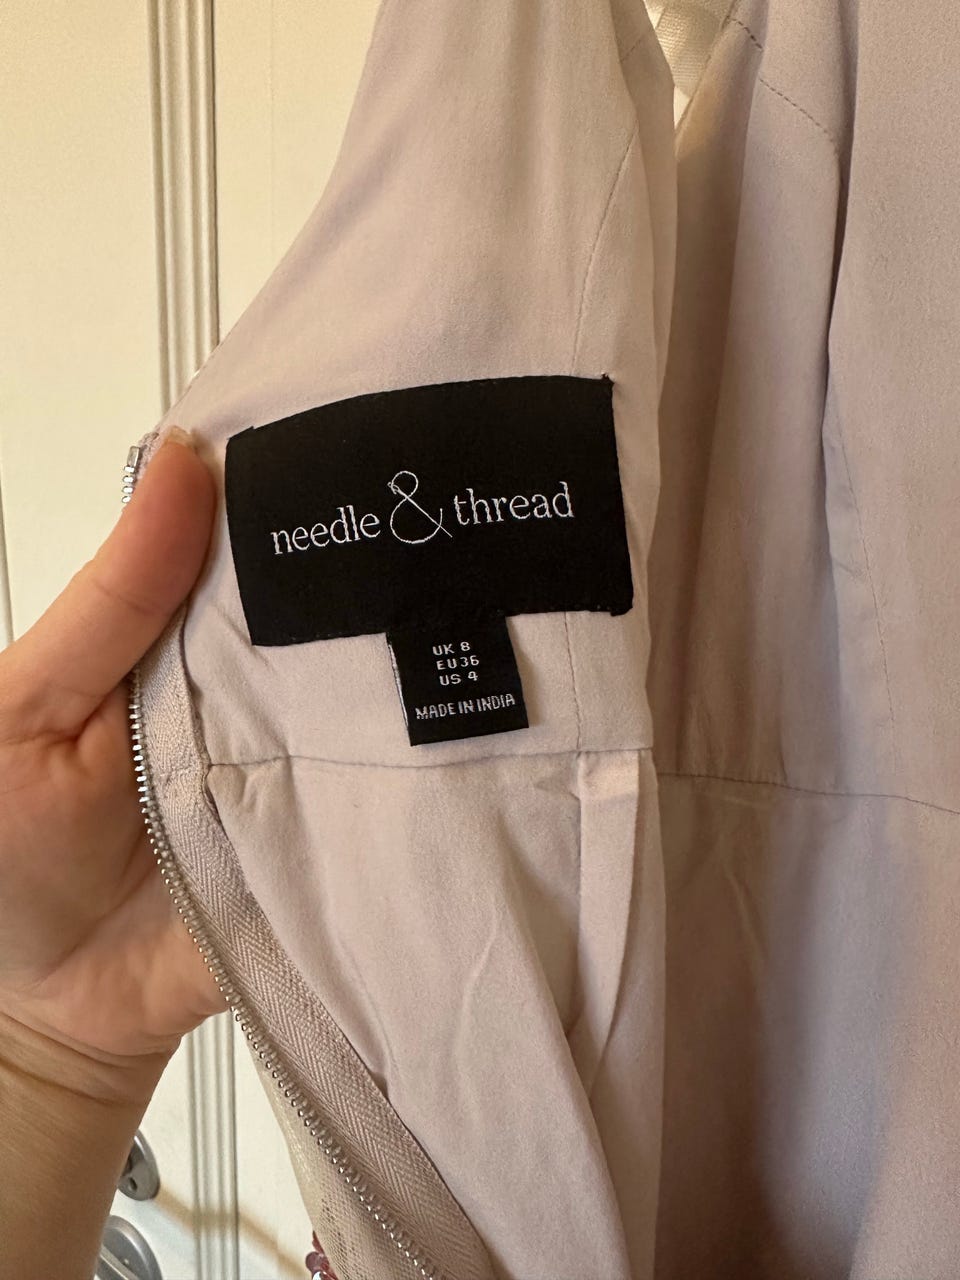 needle & thread
UK 8
EU 36
US 4
MADE IN INDIA